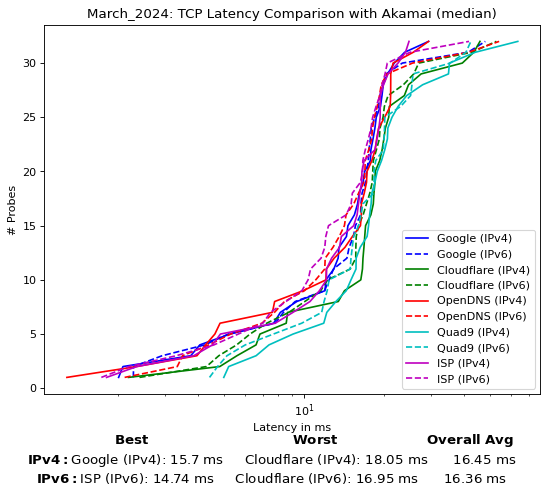 March_2024: TCP Latency Comparison with Akamai (median)
# Probes
30
25
20
15
10
5
0
10^1
Latency in ms
Google (IPv4)
Google (IPv6)
Cloudflare (IPv4)
Cloudflare (IPv6)
OpenDNS (IPv4)
OpenDNS (IPv6)
Quad9 (IPv4)
Quad9 (IPv6)
ISP (IPv4)
ISP (IPv6)
Best Worst Overall Avg
IPv4: Google (IPv4): 15.7 ms Cloudflare (IPv4): 18.05 ms 16.45 ms
IPv6: ISP (IPv6): 14.74 ms Cloudflare (IPv6): 16.95 ms 16.36 ms